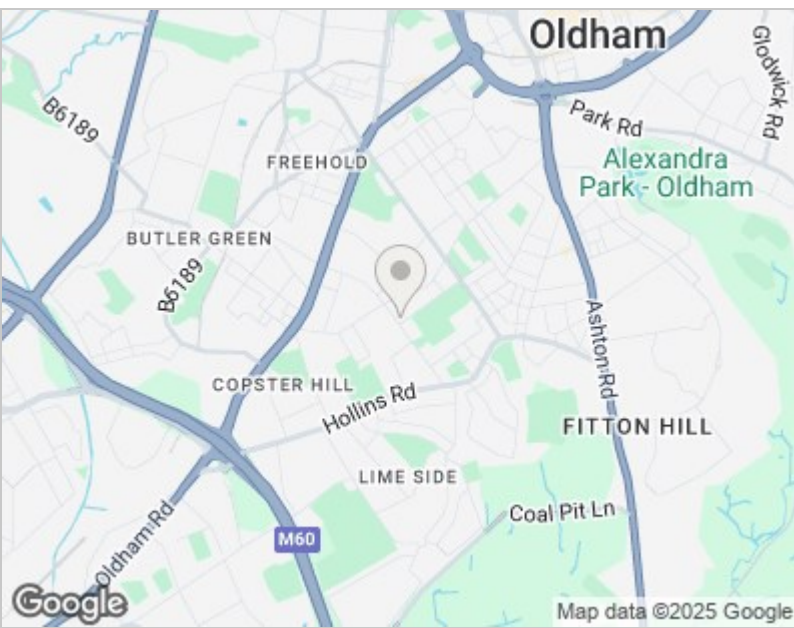 Oldham
Glodwick Rd
B6189
Park Rd
FREEHOLD
Alexandra
Park - Oldham
BUTLER GREEN
B6189
Ashton Rd
COPSTER HILL
Hollins Rd
FITTON HILL
LIME SIDE
Coal Pit Ln
Oldham Rd
M60
Google
Map data ©2025 Google